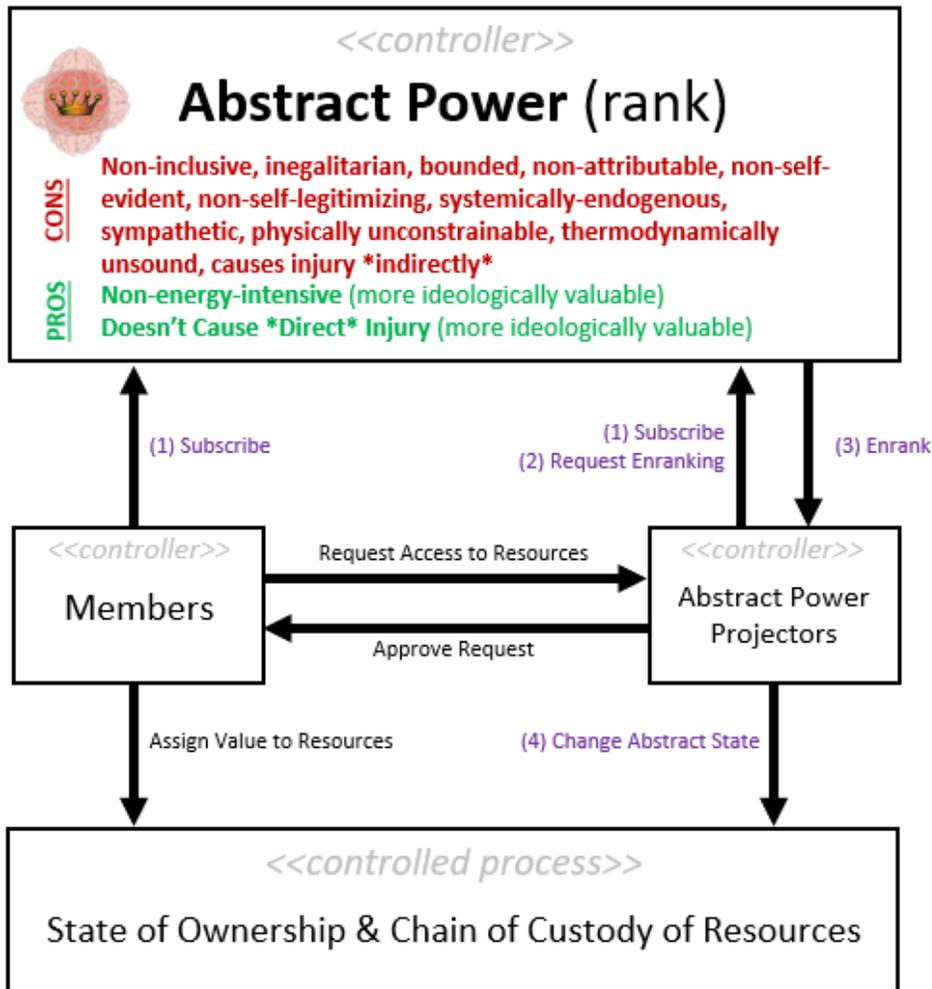 <<controller>>
Abstract Power (rank)
CONS
Non-inclusive, inegalitarian, bounded, non-attributable, non-self-
evident, non-self-legitimizing, systemically-endogenous,
sympathetic, physically unconstrainable, thermodynamically
unsound, causes injury *indirectly*
PROS
Non-energy-intensive (more ideologically valuable)
Doesn't Cause *Direct* Injury (more ideologically valuable)
(1) Subscribe
(1) Subscribe
(2) Request Enranking
(3) Enrank
<<controller>>
Members
Request Access to Resources
Approve Request
<<controller>>
Abstract Power
Projectors
Assign Value to Resources
(4) Change Abstract State
<<controlled process>>
State of Ownership & Chain of Custody of Resources